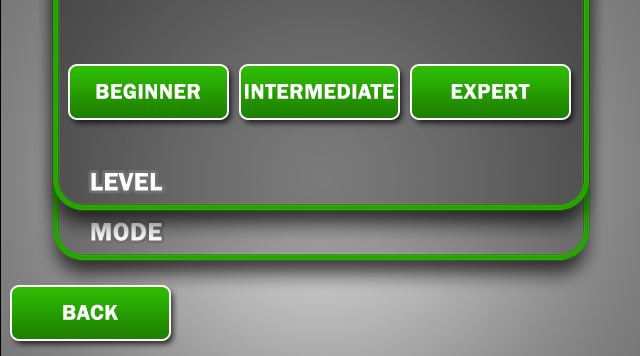 BEGINNER INTERMEDIATE EXPERT
LEVEL
MODE
BACK